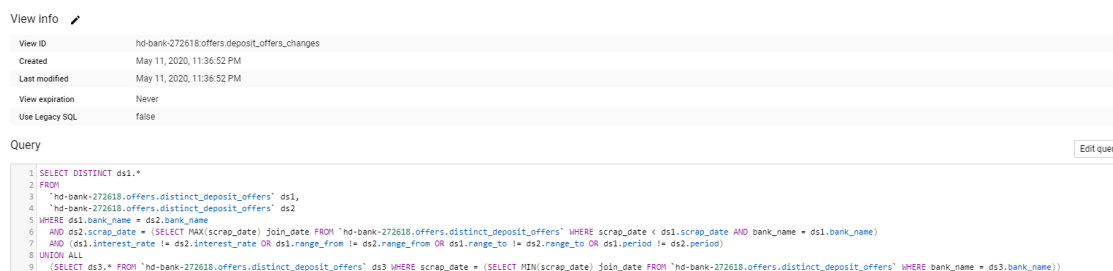 View info
View ID hd-bank-272618:offers.deposit_offers_changes
Created May 11, 2020, 11:36:52 PM
Last modified May 11, 2020, 11:36:52 PM
View expiration Never
Use Legacy SQL false
Query
Edit quer
1 SELECT DISTINCT ds1.*
2 FROM
3 `hd-bank-272618.offers.distinct_deposit_offers` ds1,
4 `hd-bank-272618.offers.distinct_deposit_offers` ds2
5 WHERE ds1.bank_name = ds2.bank_name
6 AND ds2.scrap_date = (SELECT MAX(scrap_date) join_date FROM `hd-bank-272618.offers.distinct_deposit_offers` WHERE scrap_date < ds1.scrap_date AND bank_name = ds1.bank_name)
7 AND (ds1.interest_rate != ds2.interest_rate OR ds1.range_from != ds2.range_from OR ds1.range_to != ds2.range_to OR ds1.period != ds2.period)
8 UNION ALL
9 (SELECT ds3.* FROM `hd-bank-272618.offers.distinct_deposit_offers` ds3 WHERE scrap_date = (SELECT MIN(scrap_date) join_date FROM `hd-bank-272618.offers.distinct_deposit_offers` WHERE bank_name = ds3.bank_name))